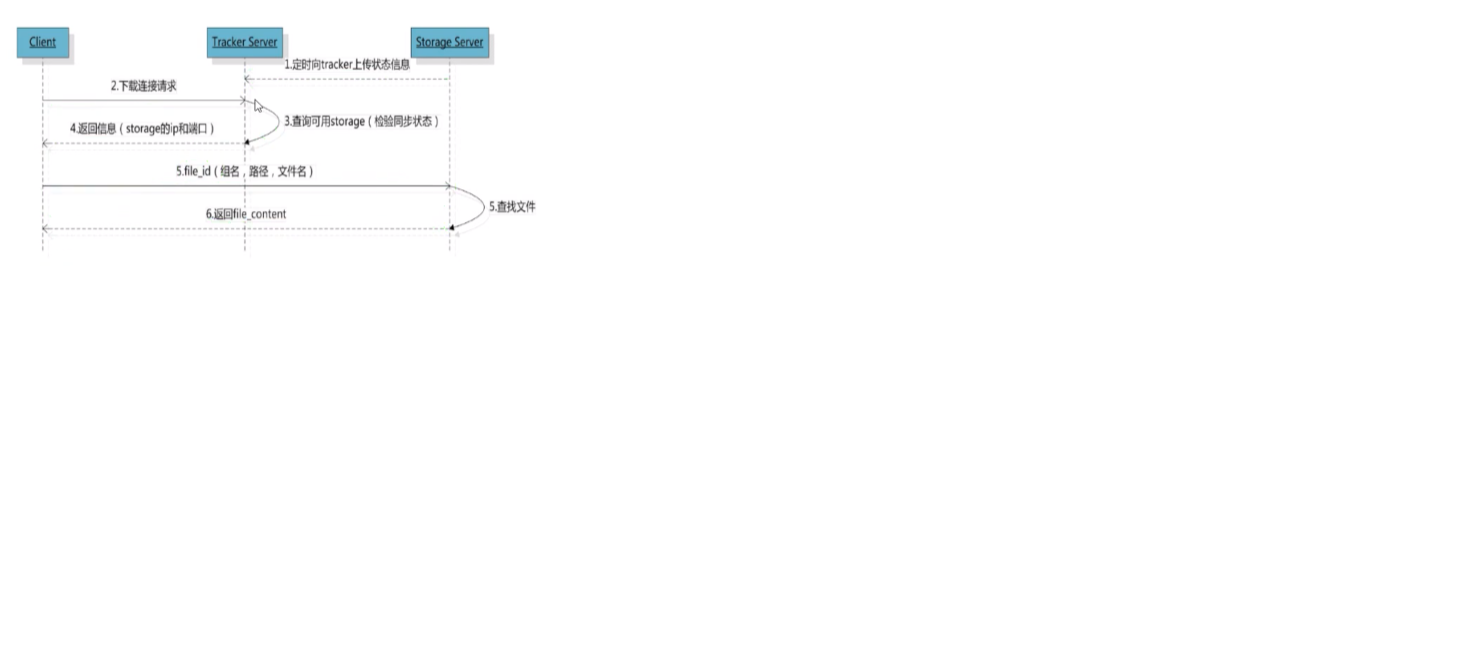 Client
Tracker Server
Storage Server
1.定时向tracker上传状态信息
2.下载连接请求
3.查询可用storage（检验同步状态）
4.返回信息（storage的ip和端口）
5.file_id（组名，路径，文件名）
5.查找文件
6.返回file_content